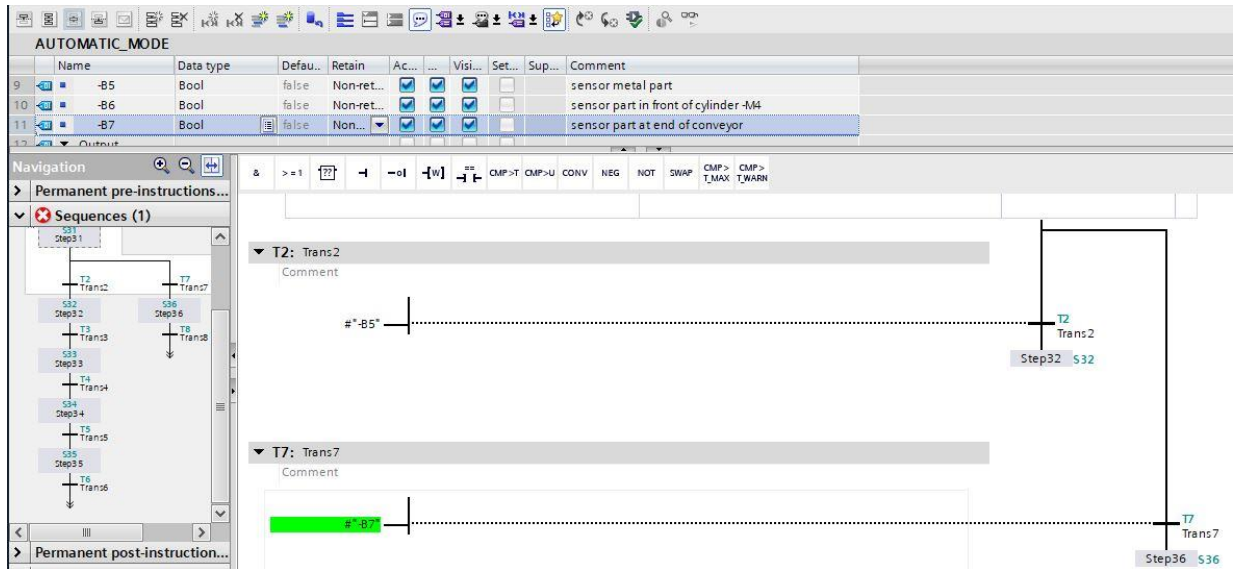 AUTOMATIC_MODE
Name Data type Defau.. Retain Ac... ... Visi... Set... Sup... Comment
9 -B5 Bool false Non-ret... sensor metal part
10 -B6 Bool false Non-ret... sensor part in front of cylinder -M4
11 -B7 Bool false Non... sensor part at end of conveyor
12 Output
Navigation
& >=1 ?? CMP>T CMP>U CONV NEG NOT SWAP CMP> T_MAX CMP> T_WARN
Permanent pre-instructions...
Sequences (1)
S31
Step31
T2
Trans2
T7
Trans7
S32
Step32
S36
Step36
T3
Trans3
T8
Trans8
S33
Step33
T4
Trans4
S34
Step34
T5
Trans5
S35
Step35
T6
Trans6
Permanent post-instruction...
T2: Trans2
Comment
#"-B5"
T2
Trans2
Step32 S32
T7: Trans7
Comment
#"-B7"
T7
Trans7
Step36 S36